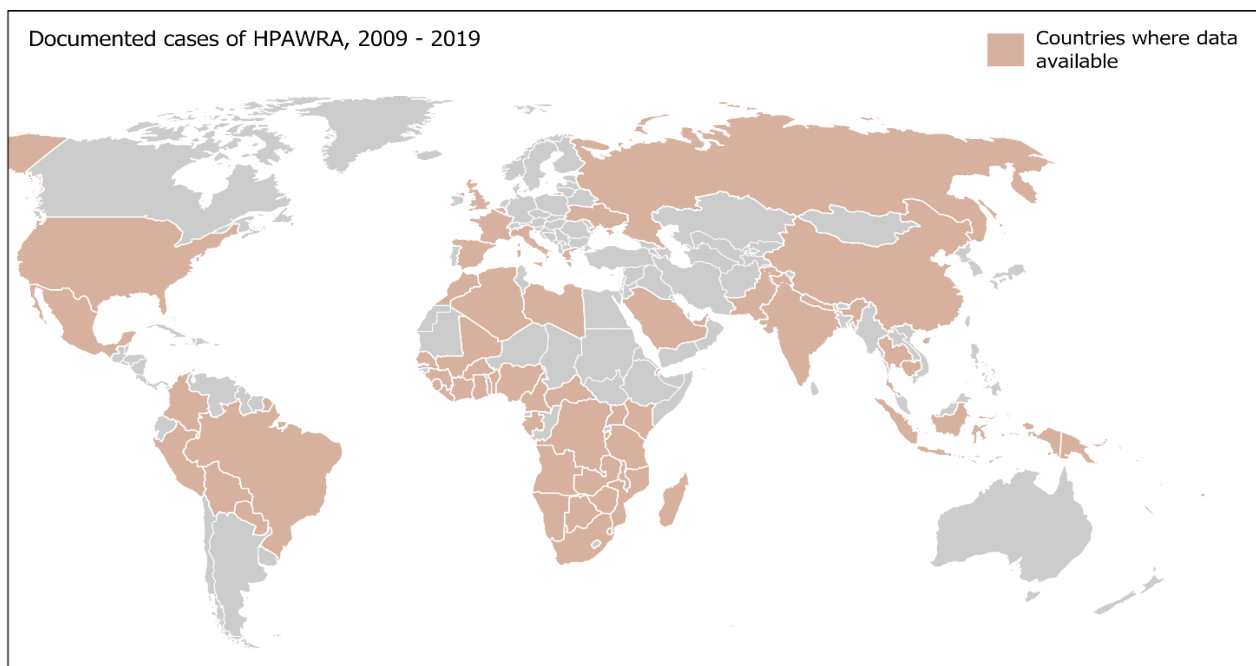 Documented cases of HPAWRA, 2009 - 2019
Countries where data
available